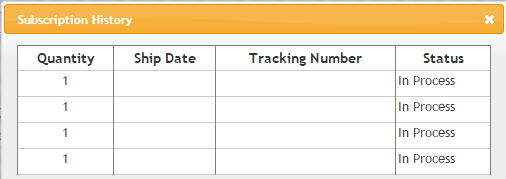 Subscription History ×
Quantity Ship Date Tracking Number Status
1 In Process
1 In Process
1 In Process
1 In Process